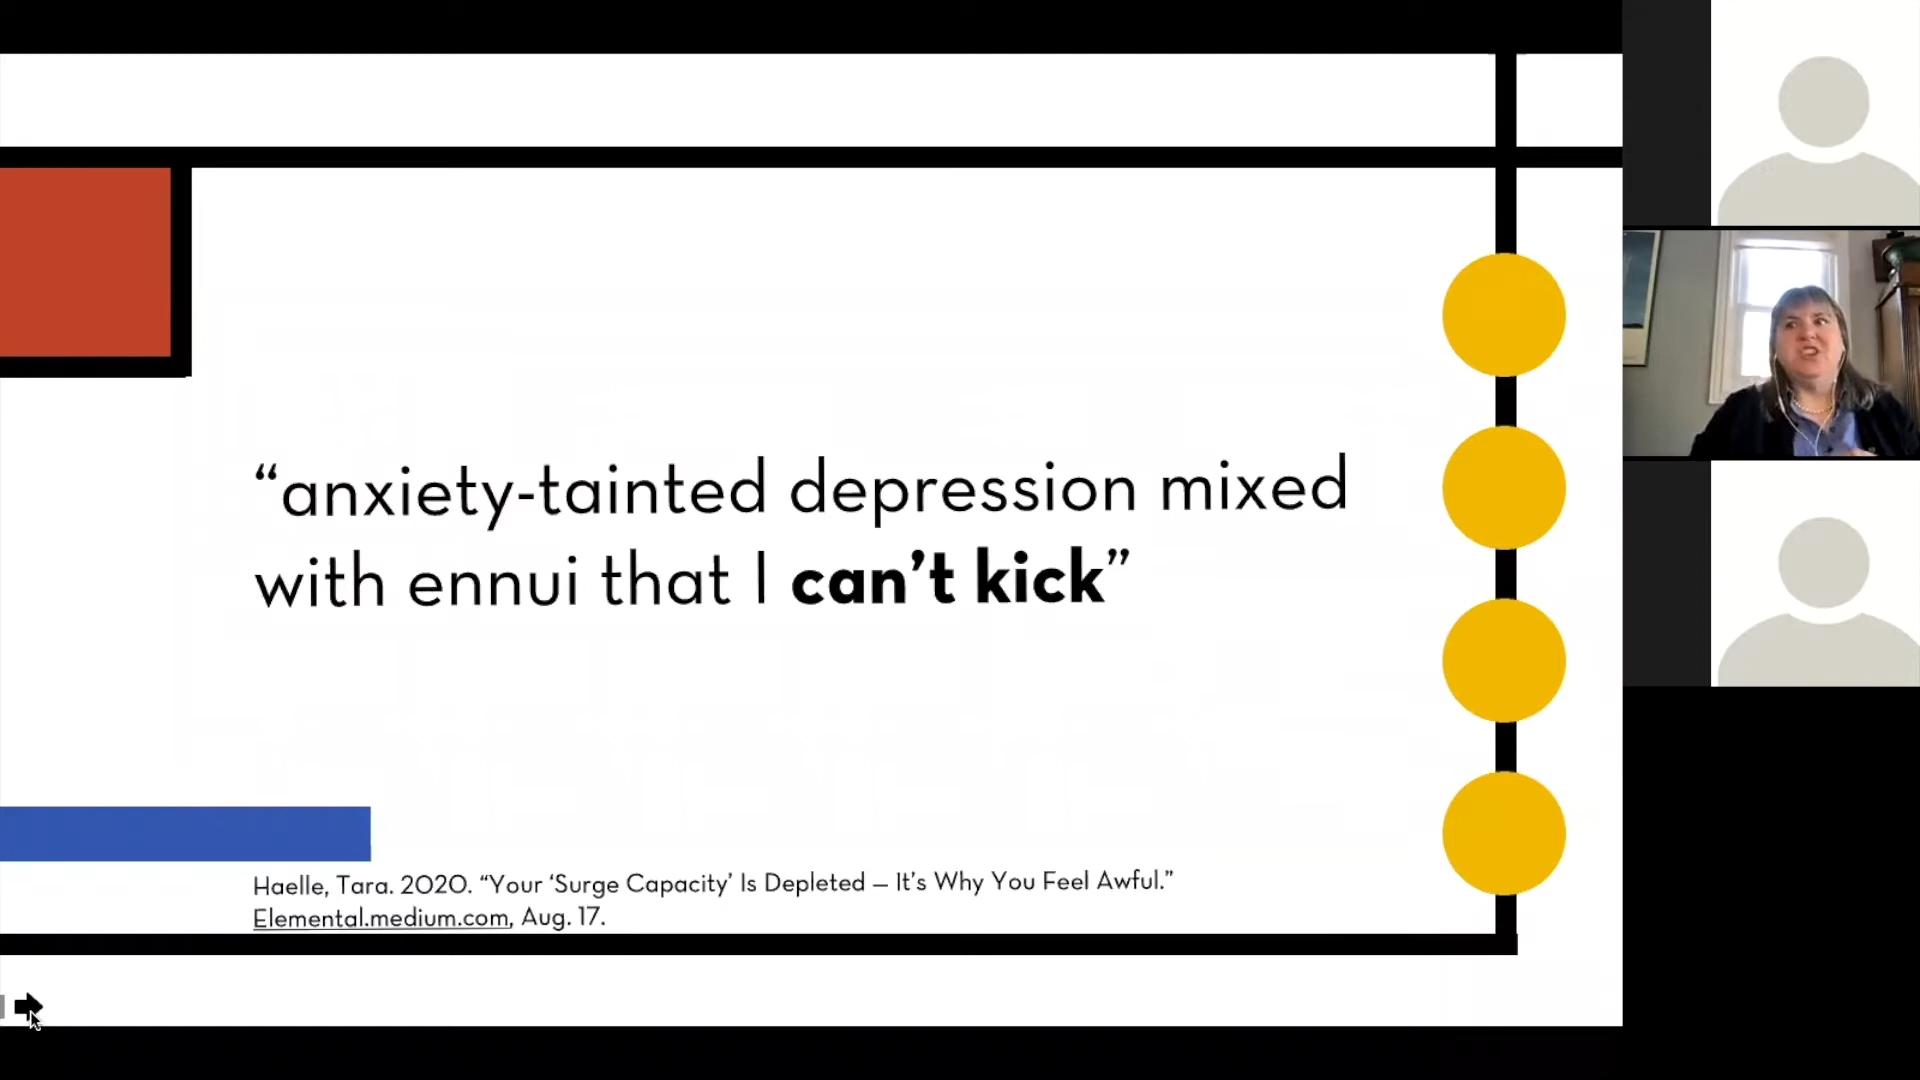 “anxiety-tainted depression mixed
with ennui that I can’t kick”
Haelle, Tara. 2020. “Your ‘Surge Capacity’ Is Depleted – It’s Why You Feel Awful.”
Elemental.medium.com, Aug. 17.